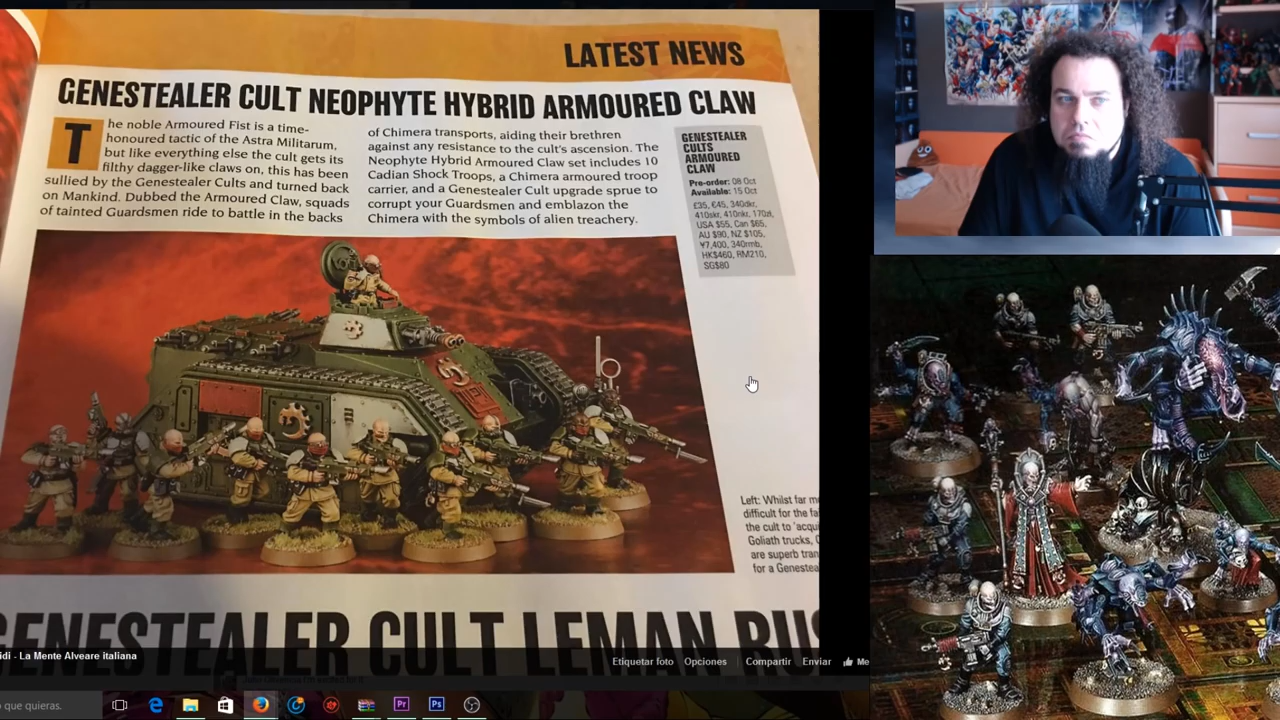 LATEST NEWS
GENESTEALER CULT NEOPHYTE HYBRID ARMOURED CLAW
The noble Armoured Fist is a time-
honoured tactic of the Astra Militarum,
but like everything else the cult gets its
filthy dagger-like claws on, this has been
sullied by the Genestealer Cults and turned back
on Mankind. Dubbed the Armoured Claw, squads
of tainted Guardsmen ride to battle in the backs
of Chimera transports, aiding their brethren
against any resistance to the cult's ascension. The
Neophyte Hybrid Armoured Claw set includes 10
Cadian Shock Troops, a Chimera armoured troop
carrier, and a Genestealer Cult upgrade sprue to
corrupt your Guardsmen and emblazon the
Chimera with the symbols of alien treachery.
GENESTEALER
CULTS
ARMOURED
CLAW
Pre-order: 08 Oct
Available: 15 Oct
£35, €45, 340dkr,
410skr, 410nkr, 170zł,
USA $55, Can $65,
AU $90, NZ $105,
¥7,400, 340rmb,
HK$460, RM210,
SG$80
Left: Whilst far m
difficult for the fa
the cult to 'acqu
Goliath trucks, C
are superb tran
for a Genestea
GENESTEALER CULT LEMAN RUS
idi - La Mente Alveare italiana
Etiquetar foto Opciones Compartir Enviar Me
o que quieras.
Pr
Ps